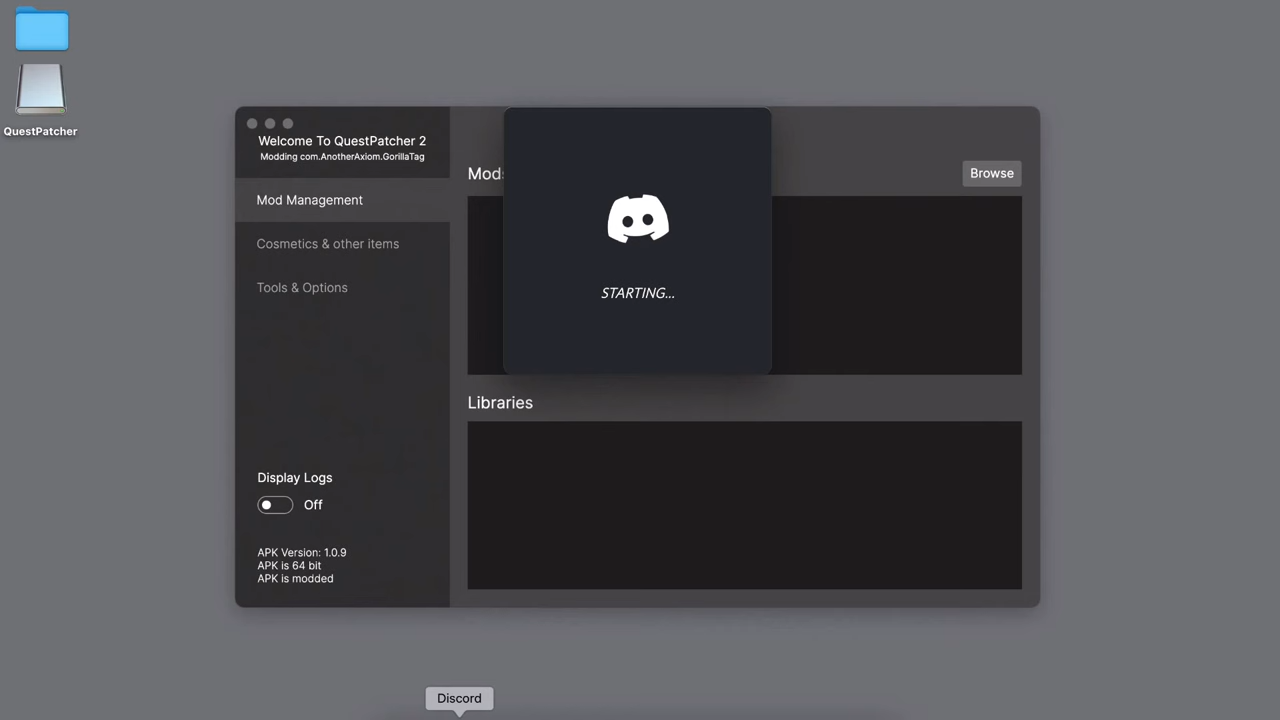 QuestPatcher
Welcome To QuestPatcher 2
Modding com.AnotherAxiom.GorillaTag
Mod Management
Cosmetics & other items
Tools & Options
Display Logs
Off
APK Version: 1.0.9
APK is 64 bit
APK is modded
Mods
Browse
STARTING...
Libraries
Discord